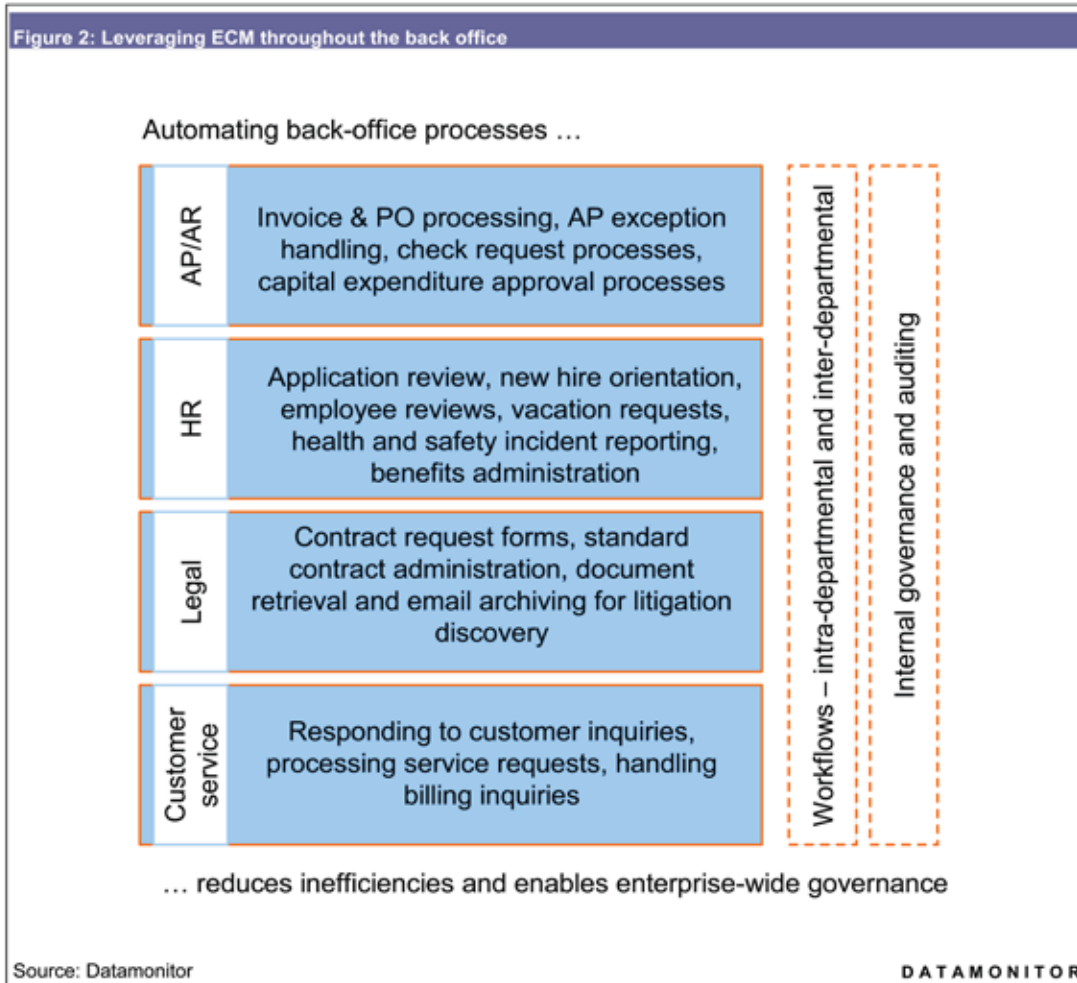 Figure 2: Leveraging ECM throughout the back office
Automating back-office processes …
AP/AR
Invoice & PO processing, AP exception
handling, check request processes,
capital expenditure approval processes
HR
Application review, new hire orientation,
employee reviews, vacation requests,
health and safety incident reporting,
benefits administration
Legal
Contract request forms, standard
contract administration, document
retrieval and email archiving for litigation
discovery
Customer
service
Responding to customer inquiries,
processing service requests, handling
billing inquiries
Workflows – intra-departmental and inter-departmental
Internal governance and auditing
… reduces inefficiencies and enables enterprise-wide governance
Source: Datamonitor
DATAMONITOR